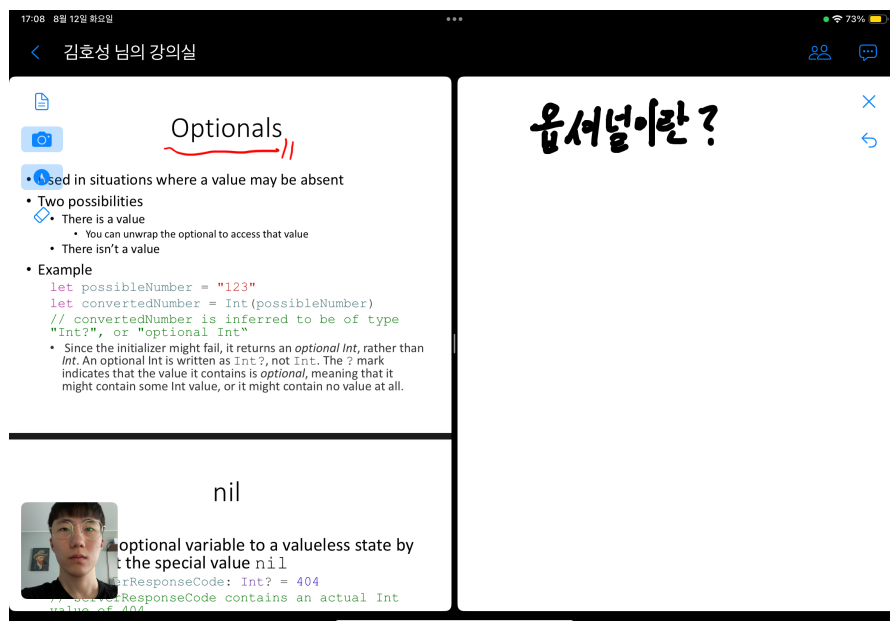 17:08 8월 12일 화요일
73%
김호성 님의 강의실
Optionals
• Used in situations where a value may be absent
• Two possibilities
• There is a value
• You can unwrap the optional to access that value
• There isn't a value
• Example
let possibleNumber = "123"
let convertedNumber = Int(possibleNumber)
// convertedNumber is inferred to be of type
"Int?", or "optional Int“
• Since the initializer might fail, it returns an optional Int, rather than
Int. An optional Int is written as Int?, not Int. The ? mark
indicates that the value it contains is optional, meaning that it
might contain some Int value, or it might contain no value at all.
nil
optional variable to a valueless state by
the special value nil
rResponseCode: Int? = 404
// serverResponseCode contains an actual Int
value of 404
옵셔널이란?